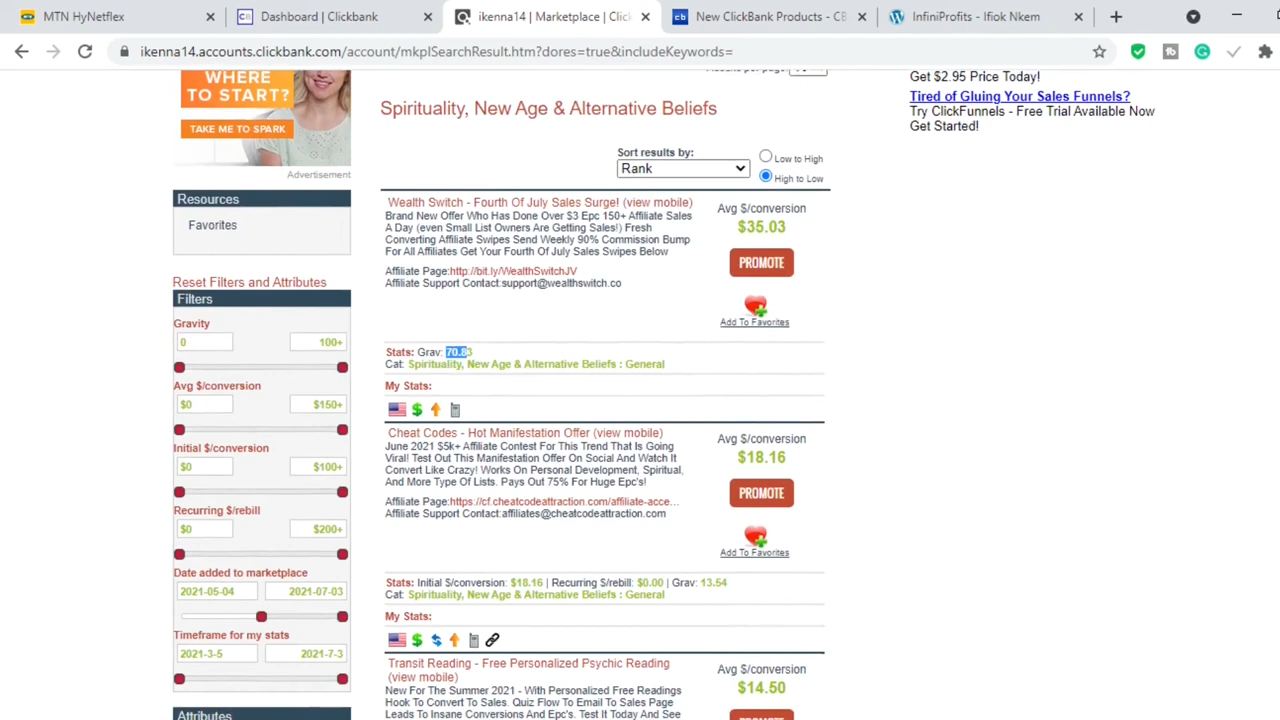 MTN HyNetflex
Dashboard | Clickbank
ikenna14 | Marketplace | Click
New ClickBank Products - CB
InfiniProfits - Ifiok Nkem
ikenna14.accounts.clickbank.com/account/mkplSearchResult.htm?dores=true&includeKeywords=
WHERE
TO START?
TAKE ME TO SPARK
Advertisement
Resources
Favorites
Reset Filters and Attributes
Filters
Gravity
0 100+
Avg $/conversion
$0 $150+
Initial $/conversion
$0 $100+
Recurring $/rebill
$0 $200+
Date added to marketplace
2021-05-04 2021-07-03
Timeframe for my stats
2021-3-5 2021-7-3
Attributes
Spirituality, New Age & Alternative Beliefs
Sort results by:
Rank
Low to High
High to Low
Wealth Switch - Fourth Of July Sales Surge! (view mobile)
Brand New Offer Who Has Done Over $3 Epc 150+ Affiliate Sales
A Day (even Small List Owners Are Getting Sales!) Fresh
Converting Affiliate Swipes Send Weekly 90% Commission Bump
For All Affiliates Get Your Fourth Of July Sales Swipes Below
Affiliate Page:http://bit.ly/WealthSwitchJV
Affiliate Support Contact:support@wealthswitch.co
Avg $/conversion
$35.03
PROMOTE
Add To Favorites
Stats: Grav: 70.83
Cat: Spirituality, New Age & Alternative Beliefs : General
My Stats:
Cheat Codes - Hot Manifestation Offer (view mobile)
June 2021 $5k+ Affiliate Contest For This Trend That Is Going
Viral! Test Out This Manifestation Offer On Social And Watch It
Convert Like Crazy! Works On Personal Development, Spiritual,
And More Type Of Lists. Pays Out 75% For Huge Epc's!
Affiliate Page:https://cf.cheatcodeattraction.com/affiliate-acce...
Affiliate Support Contact:affiliates@cheatcodeattraction.com
Avg $/conversion
$18.16
PROMOTE
Add To Favorites
Stats: Initial $/conversion: $18.16 | Recurring $/rebill: $0.00 | Grav: 13.54
Cat: Spirituality, New Age & Alternative Beliefs : General
My Stats:
Transit Reading - Free Personalized Psychic Reading
(view mobile)
New For The Summer 2021 - With Personalized Free Readings
Hook To Convert To Sales. Quiz Flow To Email To Sales Page
Leads To Insane Conversions And Epc's. Test It Today And See
Avg $/conversion
$14.50
Get $2.95 Price Today!
Tired of Gluing Your Sales Funnels?
Try ClickFunnels - Free Trial Available Now
Get Started!